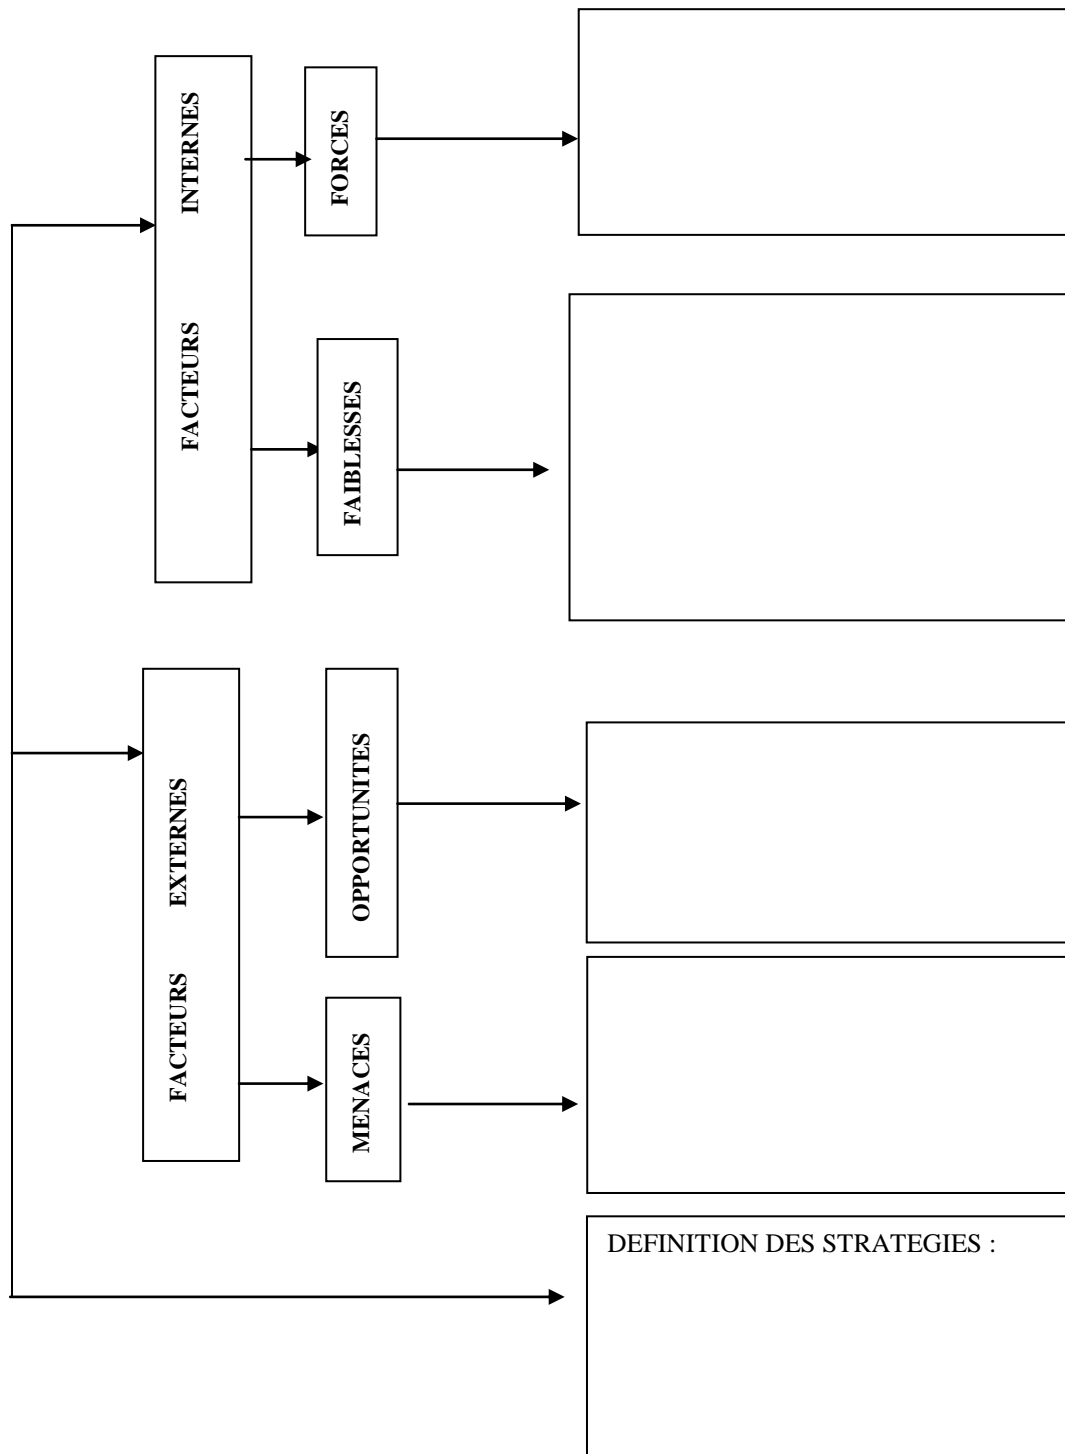 FACTEURS INTERNES
FORCES
FAIBLESSES
FACTEURS EXTERNES
OPPORTUNITES
MENACES
DEFINITION DES STRATEGIES :